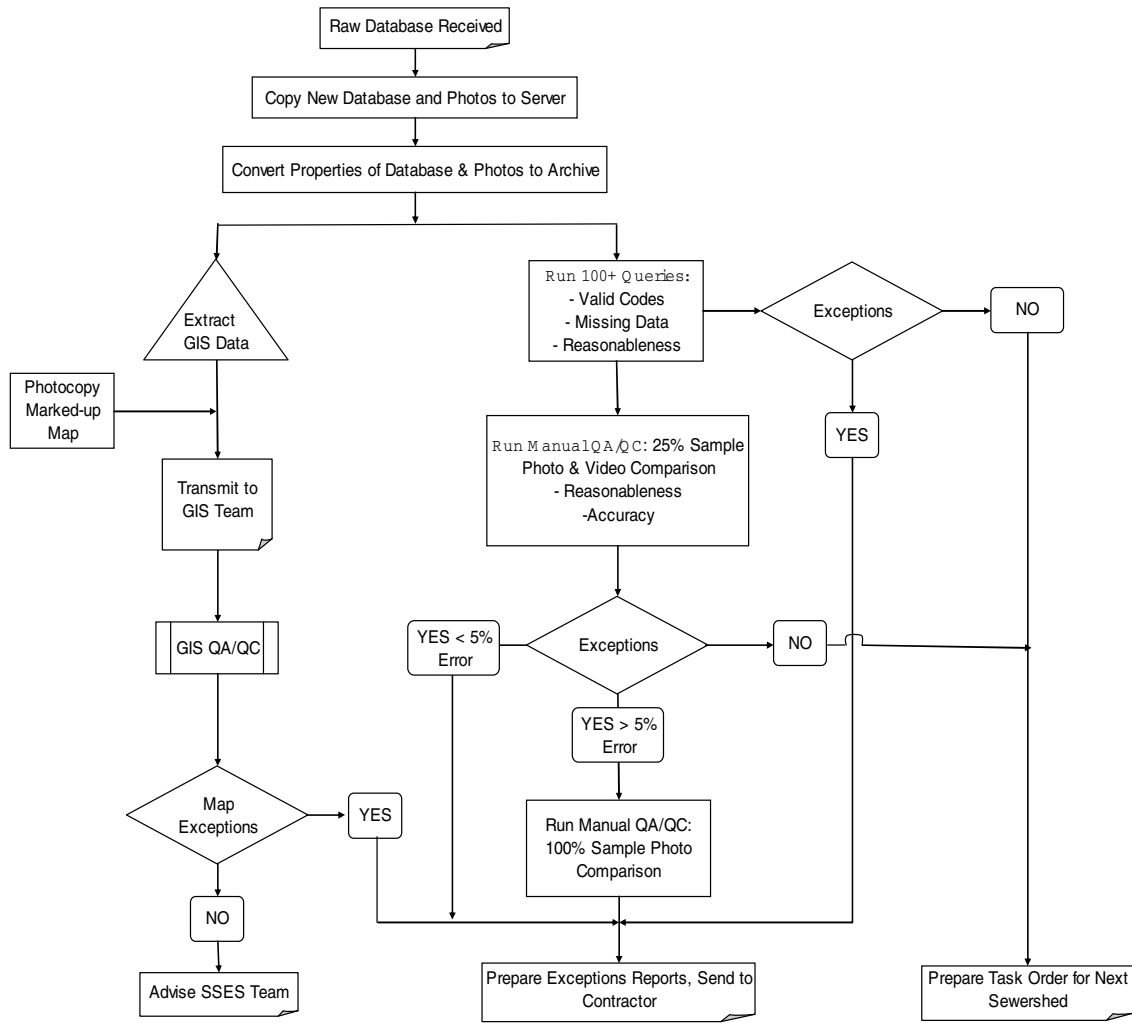 Raw Database Received
Copy New Database and Photos to Server
Convert Properties of Database & Photos to Archive
Extract
GIS Data
Photocopy
Marked-up
Map
Transmit to
GIS Team
GIS QA/QC
Map
Exceptions
YES
NO
Advise SSES Team
Run 100+ Queries:
- Valid Codes
- Missing Data
- Reasonableness
Exceptions
NO
YES
Run Manual QA/QC: 25% Sample
Photo & Video Comparison
- Reasonableness
-Accuracy
Exceptions
YES < 5%
Error
NO
YES > 5%
Error
Run Manual QA/QC:
100% Sample Photo
Comparison
Prepare Exceptions Reports, Send to
Contractor
Prepare Task Order for Next
Sewershed